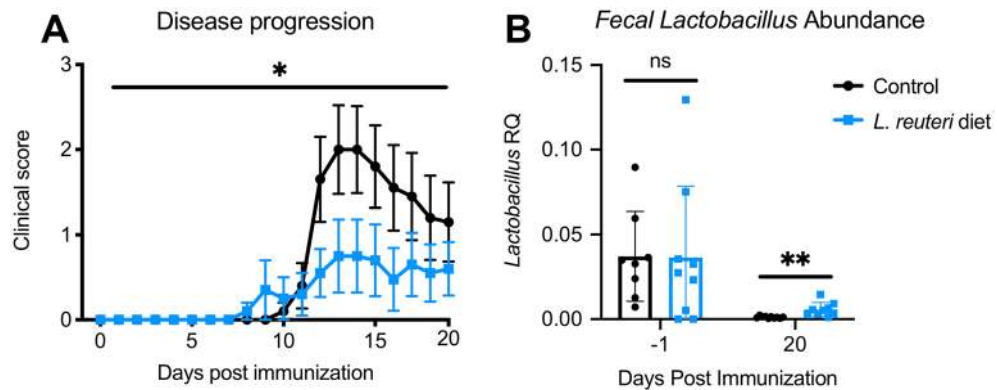 A
Disease progression
*
3
2
1
0
Clinical score
0 5 10 15 20
Days post immunization
B
Fecal Lactobacillus Abundance
ns
**
0.15
0.10
0.05
0.00
Lactobacillus RQ
-1 20
Days Post Immunization
Control
L. reuteri diet